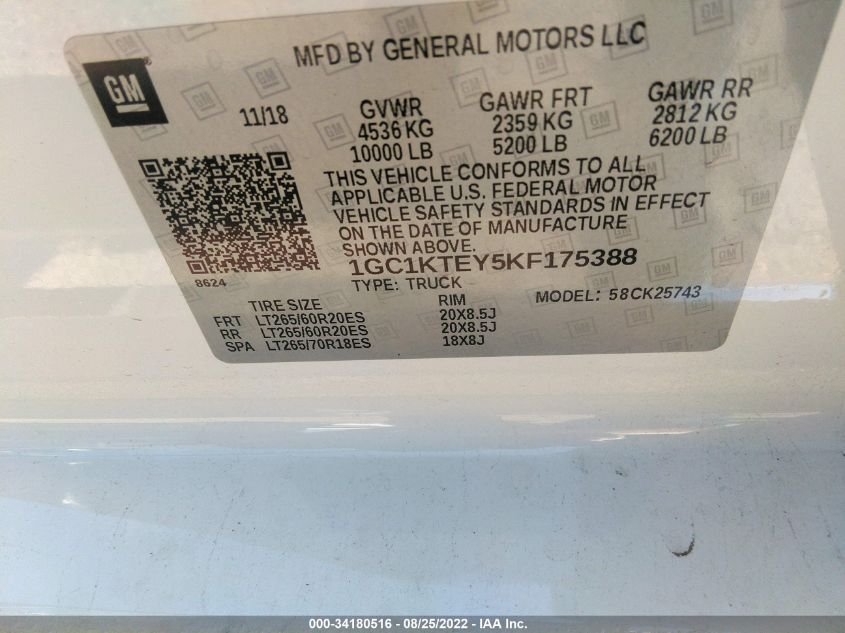 MFD BY GENERAL MOTORS LLC
GM
11/18 GVWR GAWR FRT GAWR RR
4536 KG 2359 KG 2812 KG
10000 LB 5200 LB 6200 LB
THIS VEHICLE CONFORMS TO ALL
APPLICABLE U.S. FEDERAL MOTOR
VEHICLE SAFETY STANDARDS IN EFFECT
ON THE DATE OF MANUFACTURE
SHOWN ABOVE.
1GC1KTEY5KF175388
8624
TYPE: TRUCK MODEL: 58CK25743
TIRE SIZE RIM
FRT LT265/60R20ES 20X8.5J
RR LT265/60R20ES 20X8.5J
SPA LT265/70R18ES 18X8J
000-34180516 - 08/25/2022 - IAA Inc.